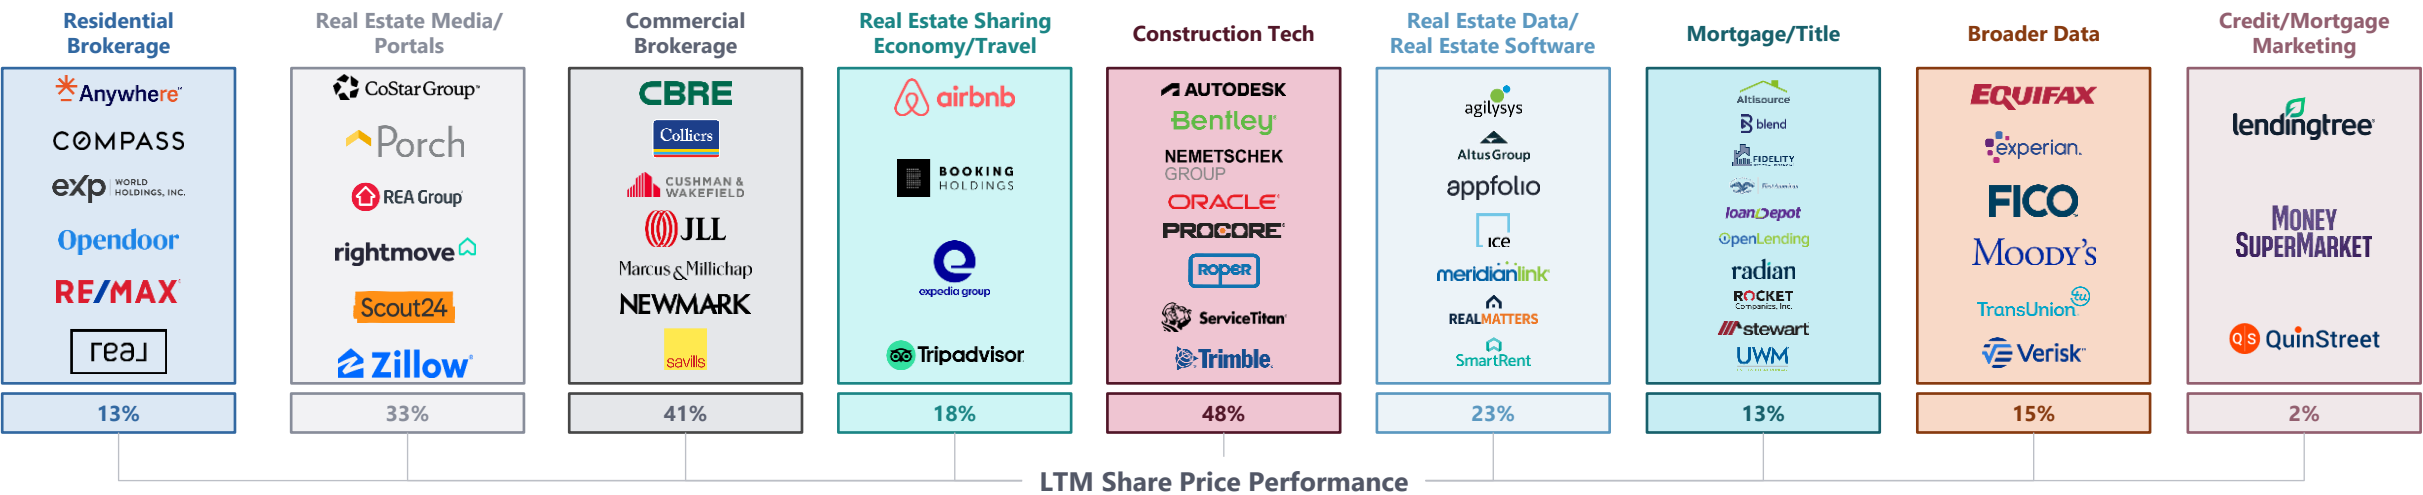 Residential
Brokerage
Anywhere
COMPASS
exp WORLD
HOLDINGS, INC.
Opendoor
RE/MAX
real
13%
Real Estate Media/
Portals
CoStar Group
Porch
REA Group
rightmove
Scout24
Zillow
33%
Commercial
Brokerage
CBRE
Colliers
CUSHMAN &
WAKEFIELD
JLL
Marcus & Millichap
NEWMARK
savills
41%
Real Estate Sharing
Economy/Travel
airbnb
BOOKING
HOLDINGS
expedia group
Tripadvisor
18%
Construction Tech
AUTODESK
Bentley
NEMETSCHEK
GROUP
ORACLE
PROCORE
ROPER
ServiceTitan
Trimble
48%
Real Estate Data/
Real Estate Software
agilysys
AltusGroup
appfolio
ice
meridianlink
REALMATTERS
SmartRent
23%
Mortgage/Title
Altisource
blend
FIDELITY
First American
loanDepot
OpenLending
radian
ROCKET
Companies, Inc.
stewart
UWM
13%
Broader Data
EQUIFAX
experian.
FICO
MOODY'S
TransUnion
Verisk
15%
Credit/Mortgage
Marketing
lendingtree
MONEY
SUPERMARKET
QS QuinStreet
2%
LTM Share Price Performance